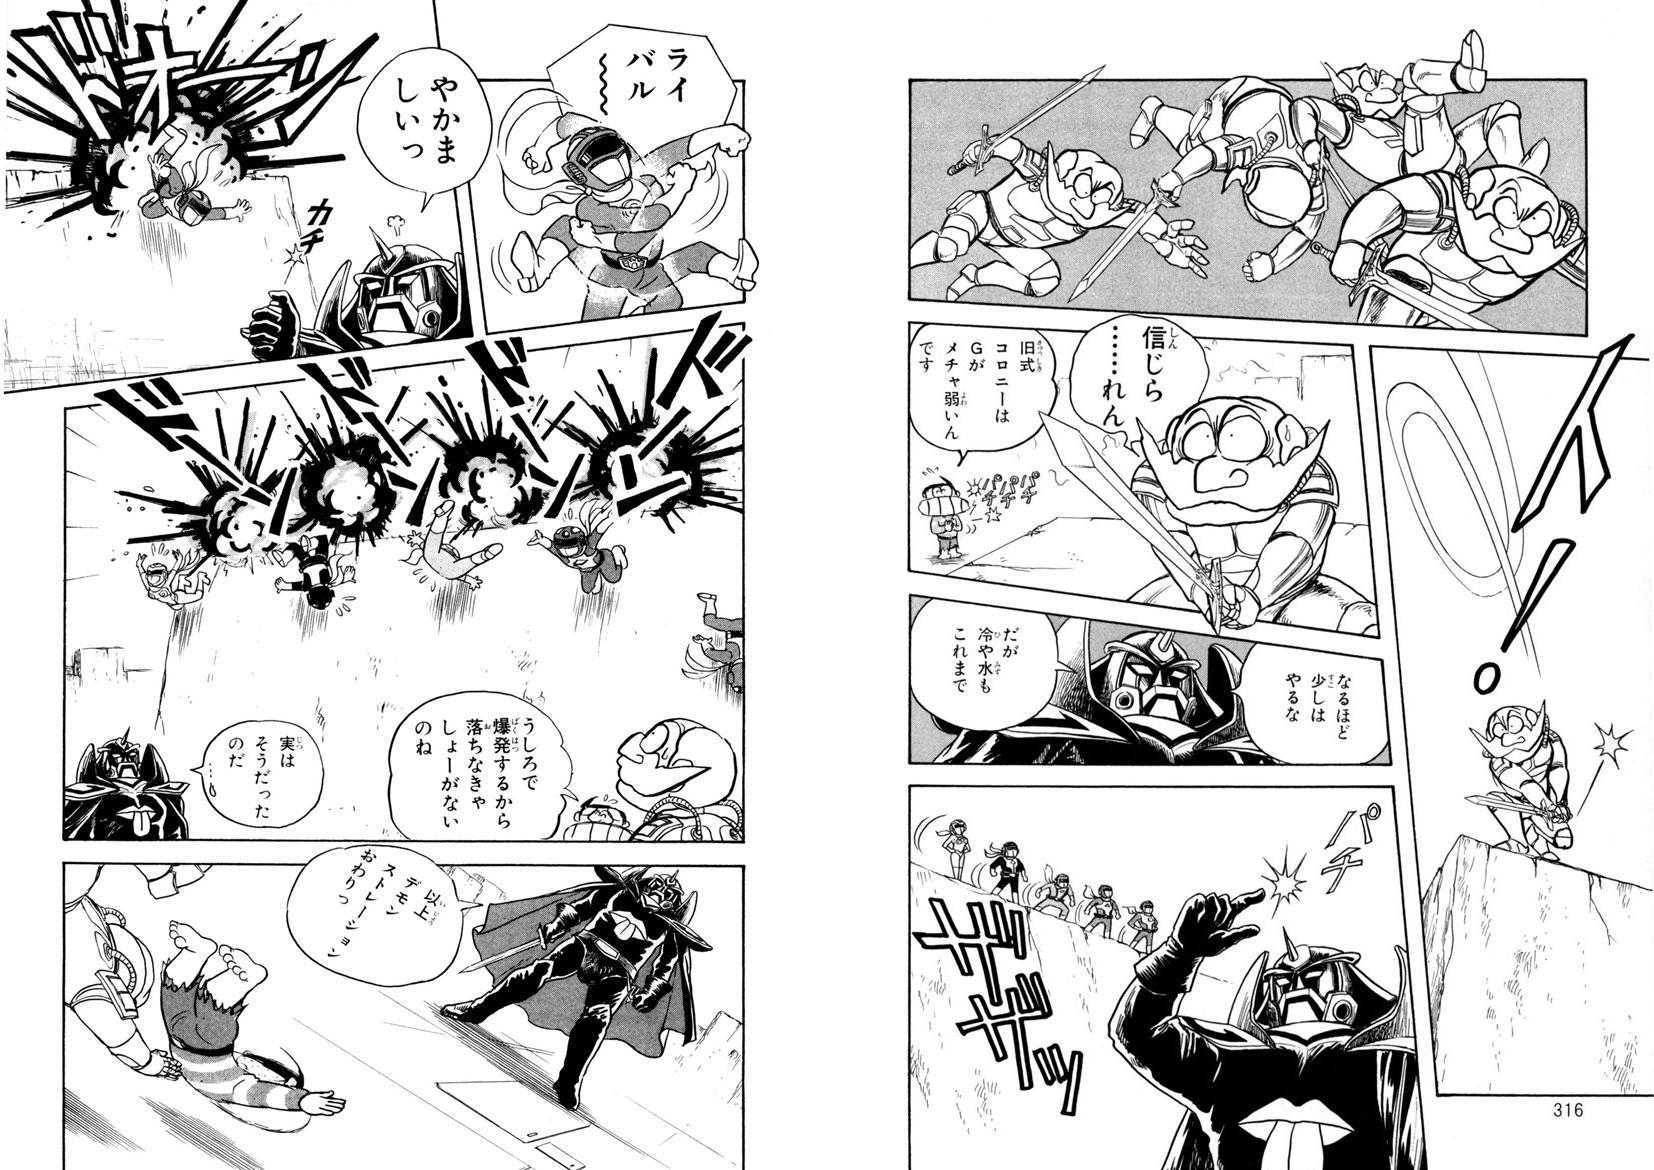 信じら
……れん
旧式
コロニーは
Gが
メチャ弱いん
です
パチ
パチ
パチ
なるほど
少しは
やるな
だが
冷や水も
これまで
パチ
ザザ
ザザザッ
316
ライ
バル
やかま
しいっ
カチ
ドオーン
ドドドドーン
うしろで
爆発するから
落ちなきゃ
しょーがない
のね
実は
そうだった
のだ
以上
デモン
ストレーション
おわりっ